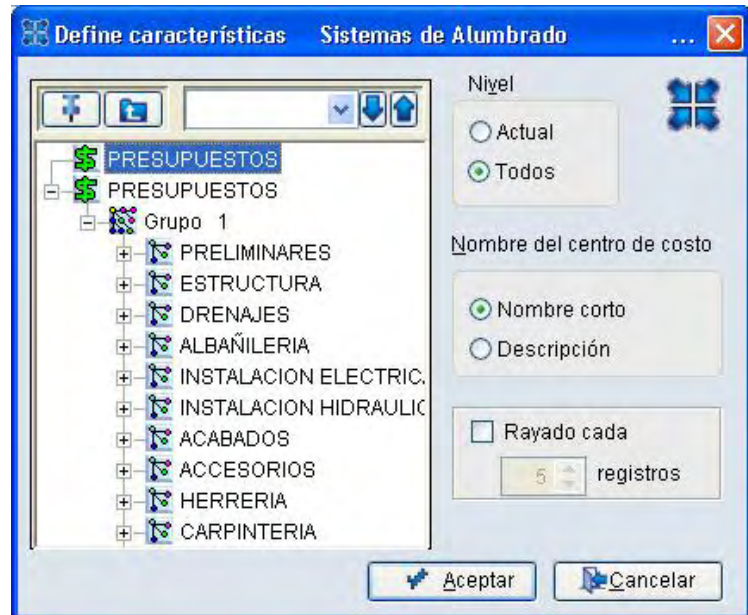 Define características Sistemas de Alumbrado ...
PRESUPUESTOS
PRESUPUESTOS
Grupo 1
PRELIMINARES
ESTRUCTURA
DRENAJES
ALBAÑILERIA
INSTALACION ELECTRIC
INSTALACION HIDRAULIC
ACABADOS
ACCESORIOS
HERRERIA
CARPINTERIA
Nivel
Actual
Todos
Nombre del centro de costo
Nombre corto
Descripción
Rayado cada
5 registros
Aceptar Cancelar